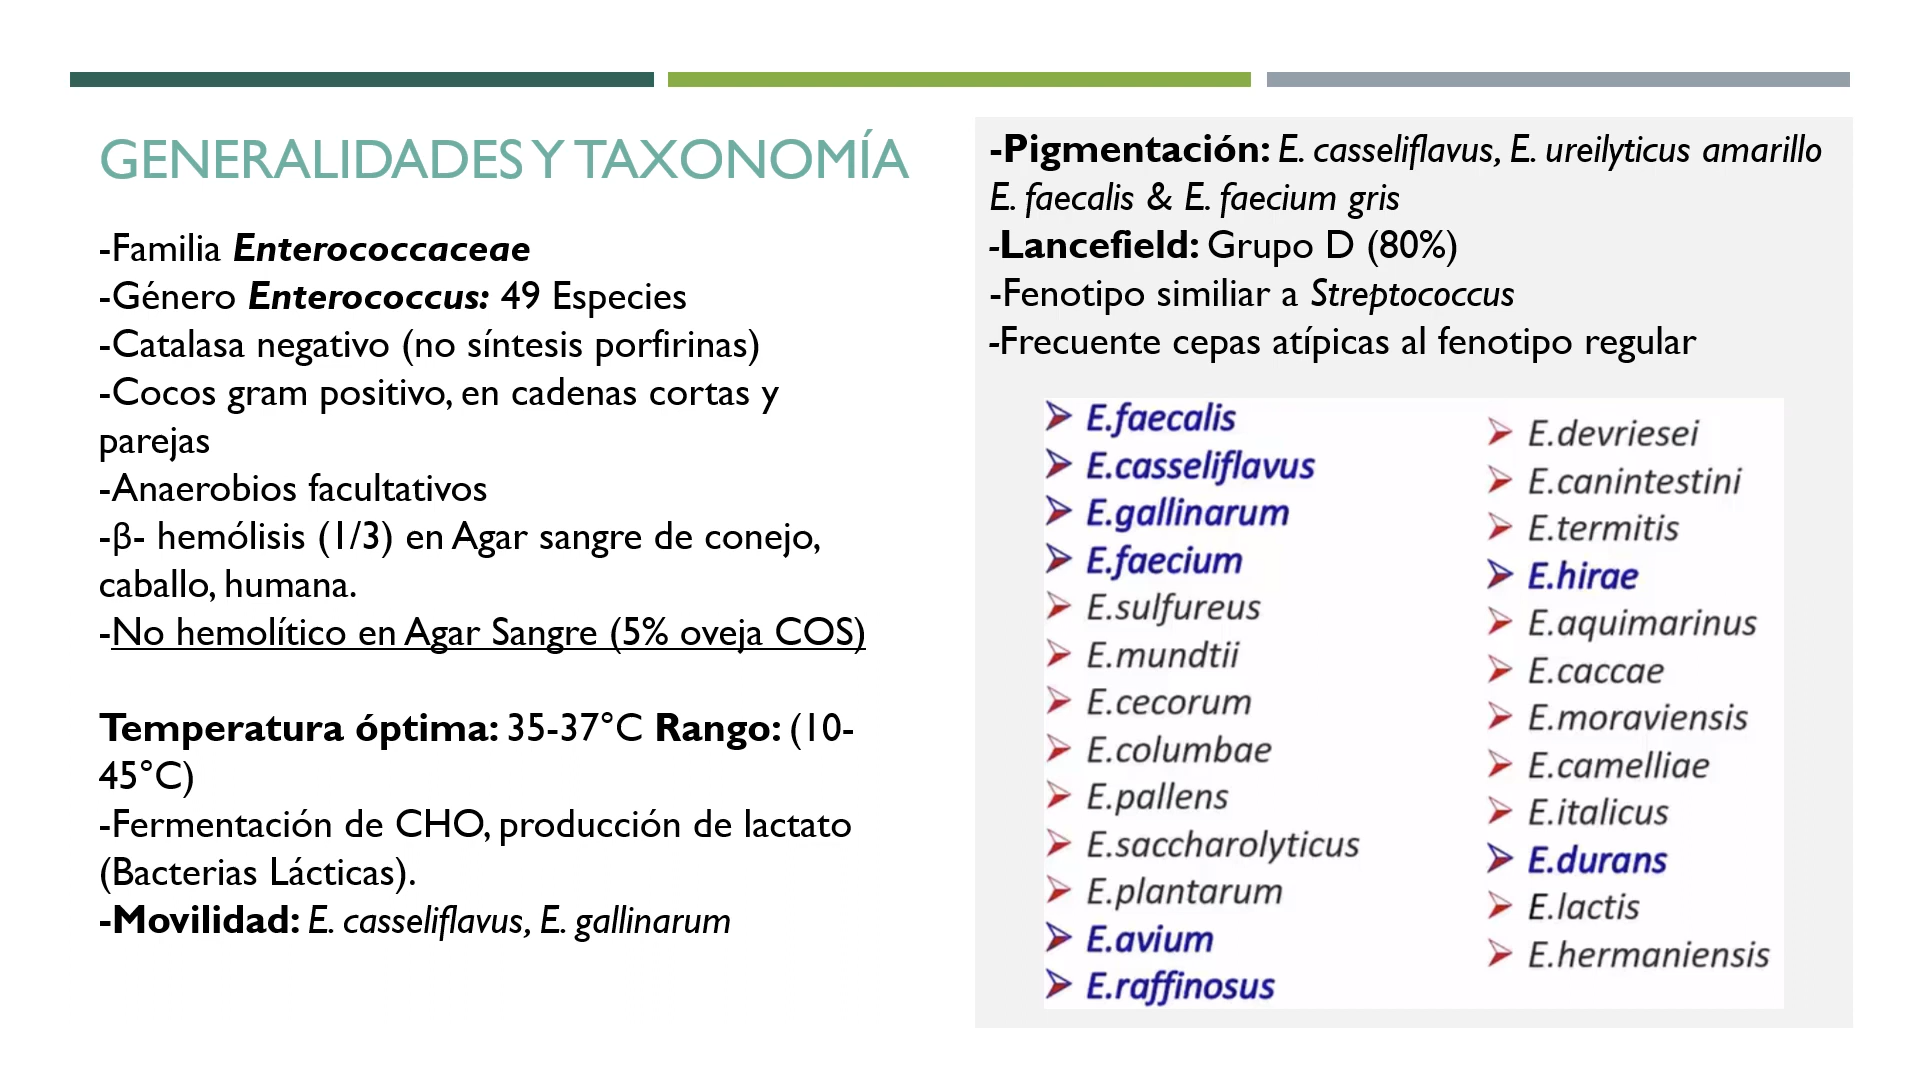 GENERALIDADES Y TAXONOMÍA
-Familia Enterococcaceae
-Género Enterococcus: 49 Especies
-Catalasa negativo (no síntesis porfirinas)
-Cocos gram positivo, en cadenas cortas y
parejas
-Anaerobios facultativos
-β- hemólisis (1/3) en Agar sangre de conejo,
caballo, humana.
-No hemolítico en Agar Sangre (5% oveja COS)
Temperatura óptima: 35-37°C Rango: (10-
45°C)
-Fermentación de CHO, producción de lactato
(Bacterias Lácticas).
-Movilidad: E. casseliflavus, E. gallinarum
-Pigmentación: E. casseliflavus, E. ureilyticus amarillo
E. faecalis & E. faecium gris
-Lancefield: Grupo D (80%)
-Fenotipo similiar a Streptococcus
-Frecuente cepas atípicas al fenotipo regular
E.faecalis
E.casseliflavus
E.gallinarum
E.faecium
E.sulfureus
E.mundtii
E.cecorum
E.columbae
E.pallens
E.saccharolyticus
E.plantarum
E.avium
E.raffinosus
E.devriesei
E.canintestini
E.termitis
E.hirae
E.aquimarinus
E.caccae
E.moraviensis
E.camelliae
E.italicus
E.durans
E.lactis
E.hermaniensis